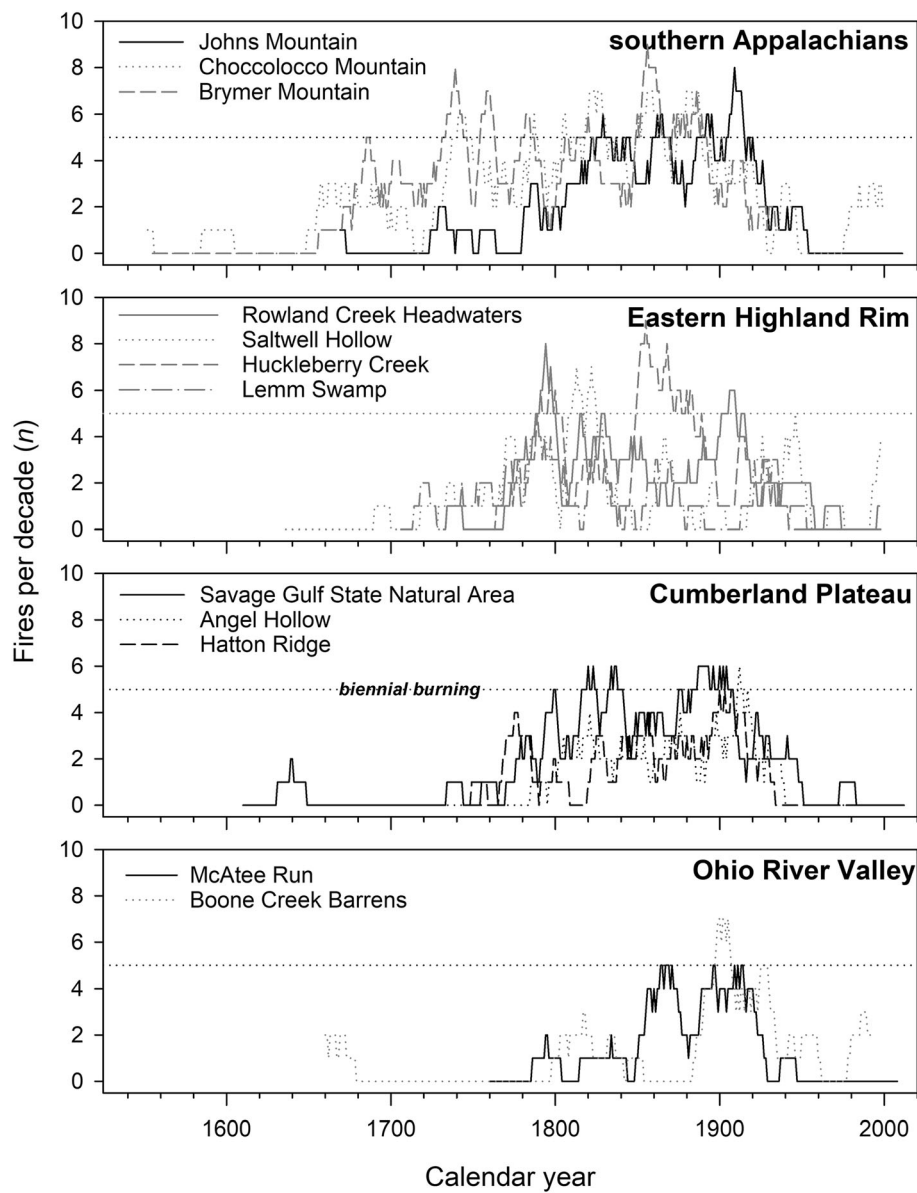 10
8
6
4
2
0
Johns Mountain
Choccolocco Mountain
Brymer Mountain
southern Appalachians
10
8
6
4
2
0
Rowland Creek Headwaters
Saltwell Hollow
Huckleberry Creek
Lemm Swamp
Eastern Highland Rim
Fires per decade (n)
10
8
6
4
2
0
Savage Gulf State Natural Area
Angel Hollow
Hatton Ridge
Cumberland Plateau
biennial burning
10
8
6
4
2
0
McAtee Run
Boone Creek Barrens
Ohio River Valley
1600 1700 1800 1900 2000
Calendar year